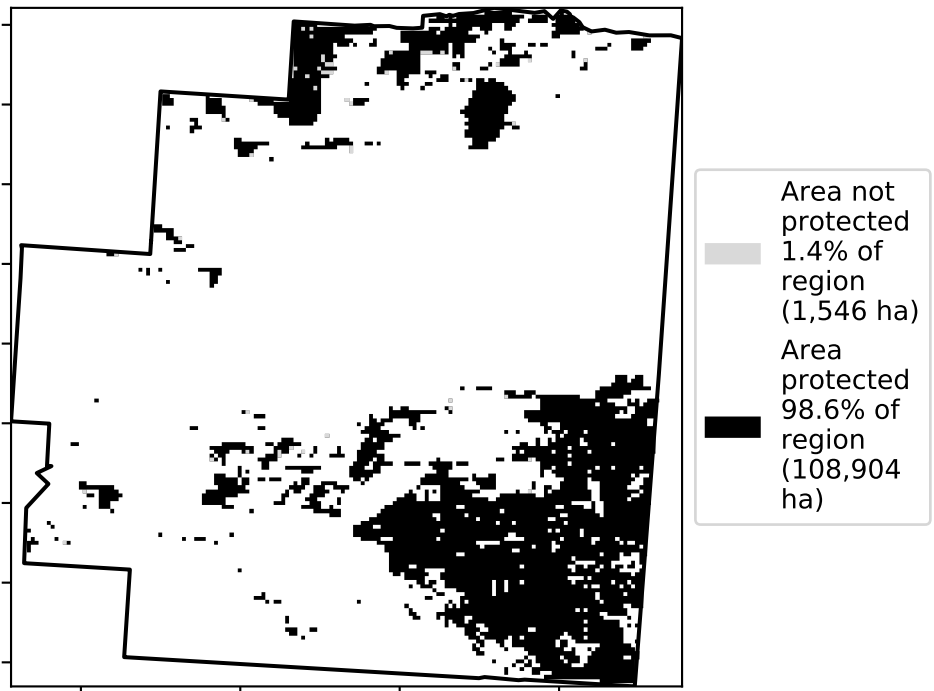 Area not
protected
1.4% of
region
(1,546 ha)
Area
protected
98.6% of
region
(108,904
ha)